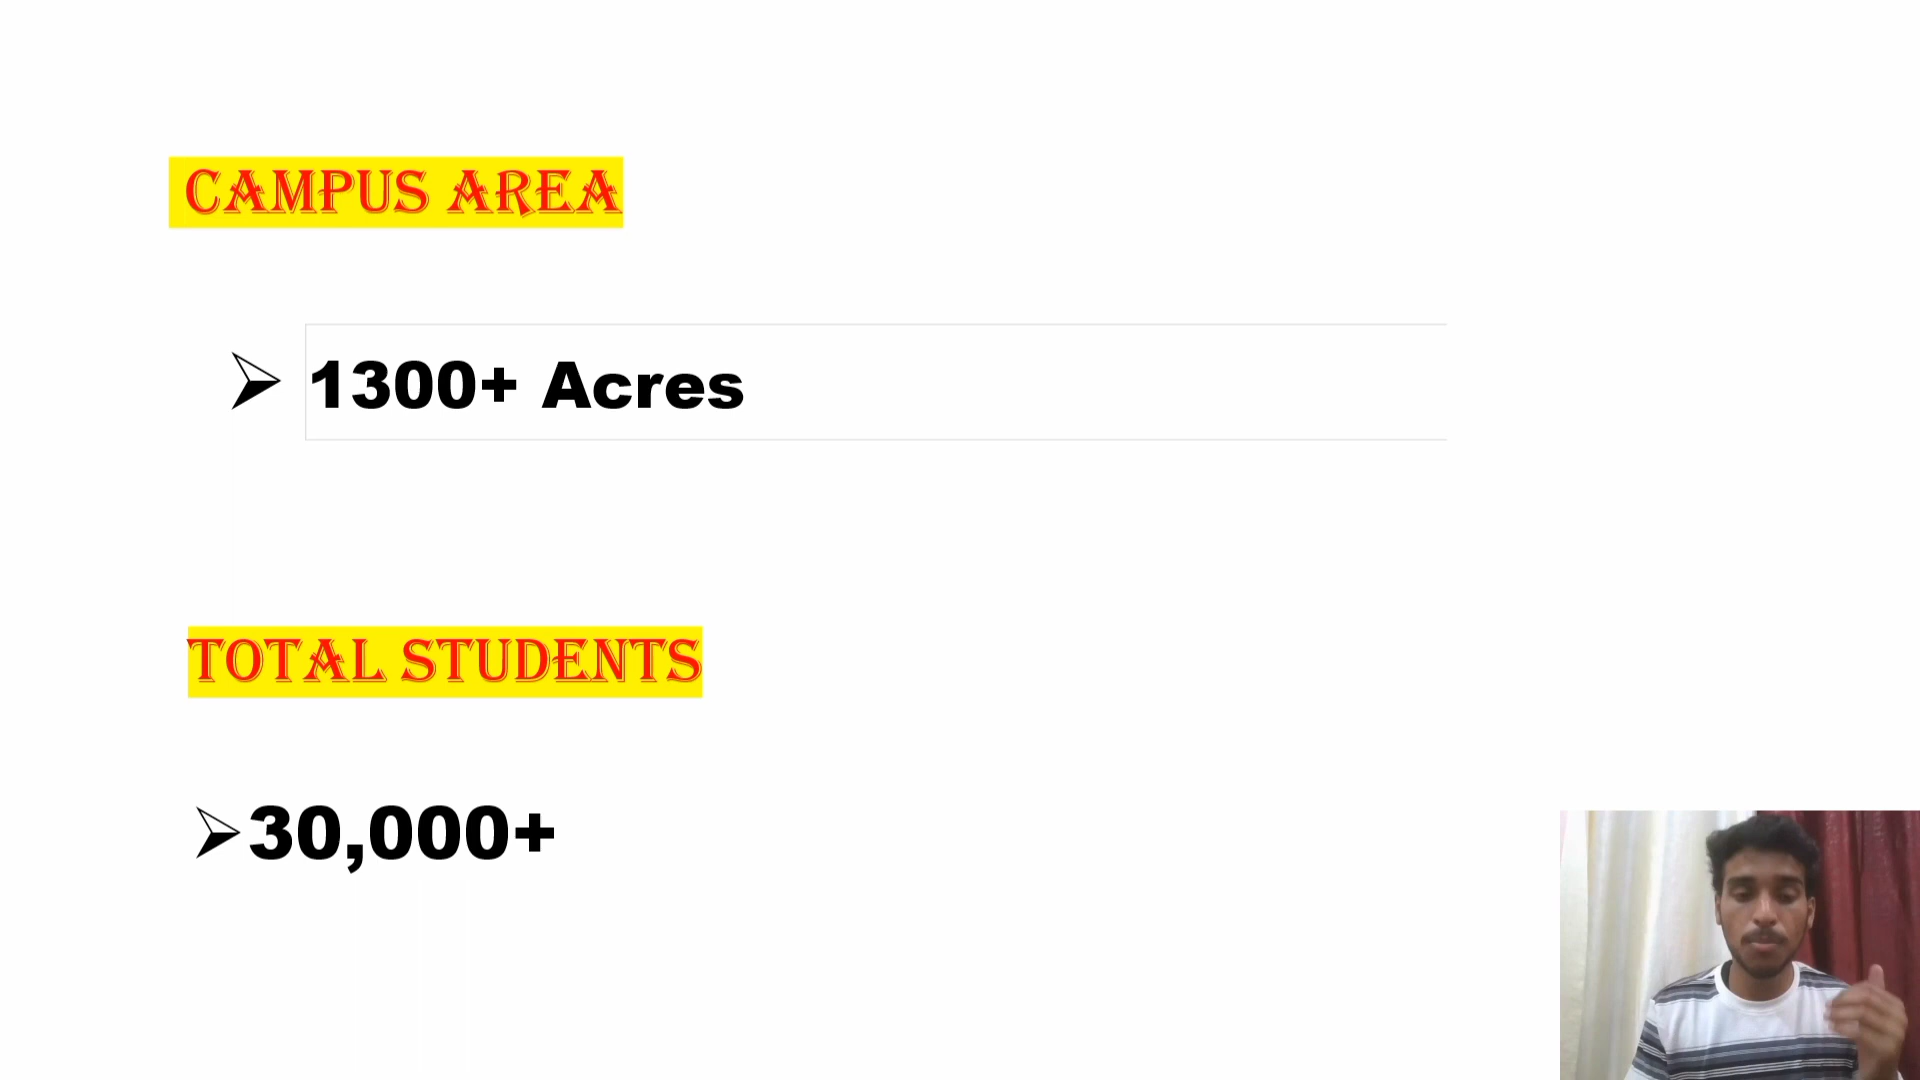 CAMPUS AREA
➢ 1300+ Acres
TOTAL STUDENTS
➢30,000+